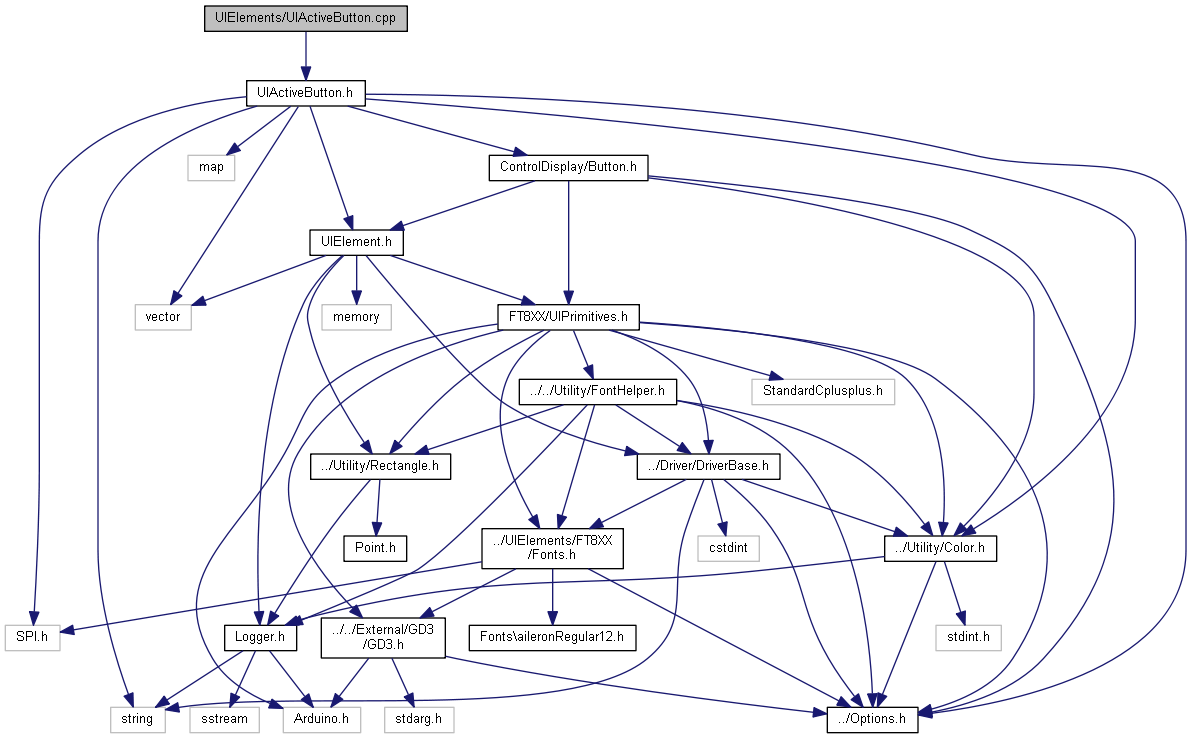 UIElements/UIActiveButton.cpp
UIActiveButton.h
map
ControlDisplay/Button.h
UIElement.h
vector
memory
FT8XX/UIPrimitives.h
../../Utility/FontHelper.h
StandardCplusplus.h
../Utility/Rectangle.h
../Driver/DriverBase.h
Point.h
../UIElements/FT8XX
/Fonts.h
cstdint
../Utility/Color.h
SPI.h
Logger.h
../../External/GD3
/GD3.h
Fonts\aileronRegular12.h
stdint.h
string
sstream
Arduino.h
stdarg.h
../Options.h